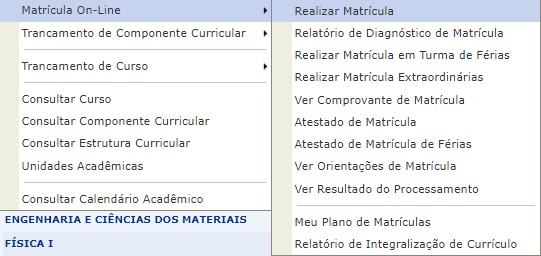 Matrícula On-Line
Trancamento de Componente Curricular
Trancamento de Curso
Consultar Curso
Consultar Componente Curricular
Consultar Estrutura Curricular
Unidades Acadêmicas
Consultar Calendário Acadêmico
ENGENHARIA E CIÊNCIAS DOS MATERIAIS
FÍSICA I
Realizar Matrícula
Relatório de Diagnóstico de Matrícula
Realizar Matrícula em Turma de Férias
Realizar Matrícula Extraordinárias
Ver Comprovante de Matrícula
Atestado de Matrícula
Atestado de Matrícula de Férias
Ver Orientações de Matrícula
Ver Resultado do Processamento
Meu Plano de Matrículas
Relatório de Integralização de Currículo